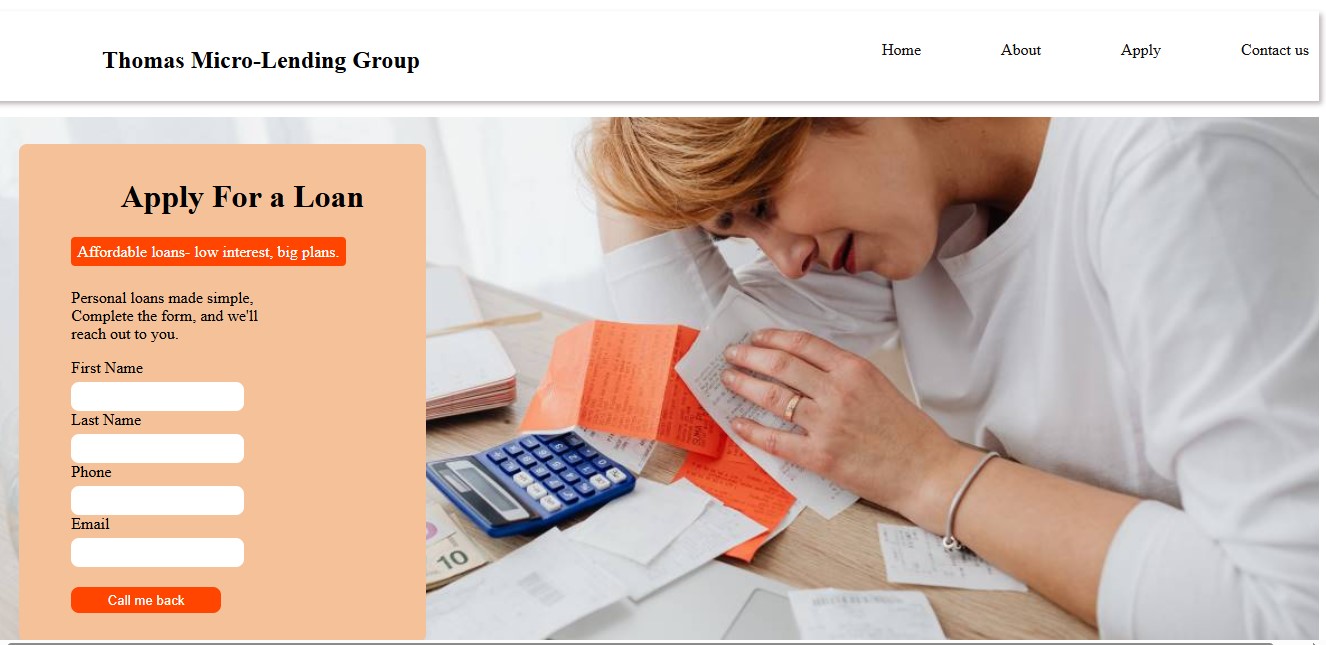 Thomas Micro-Lending Group
Home
About
Apply
Contact us
Apply For a Loan
Affordable loans- low interest, big plans.
Personal loans made simple,
Complete the form, and we'll
reach out to you.
First Name
Last Name
Phone
Email
Call me back
10